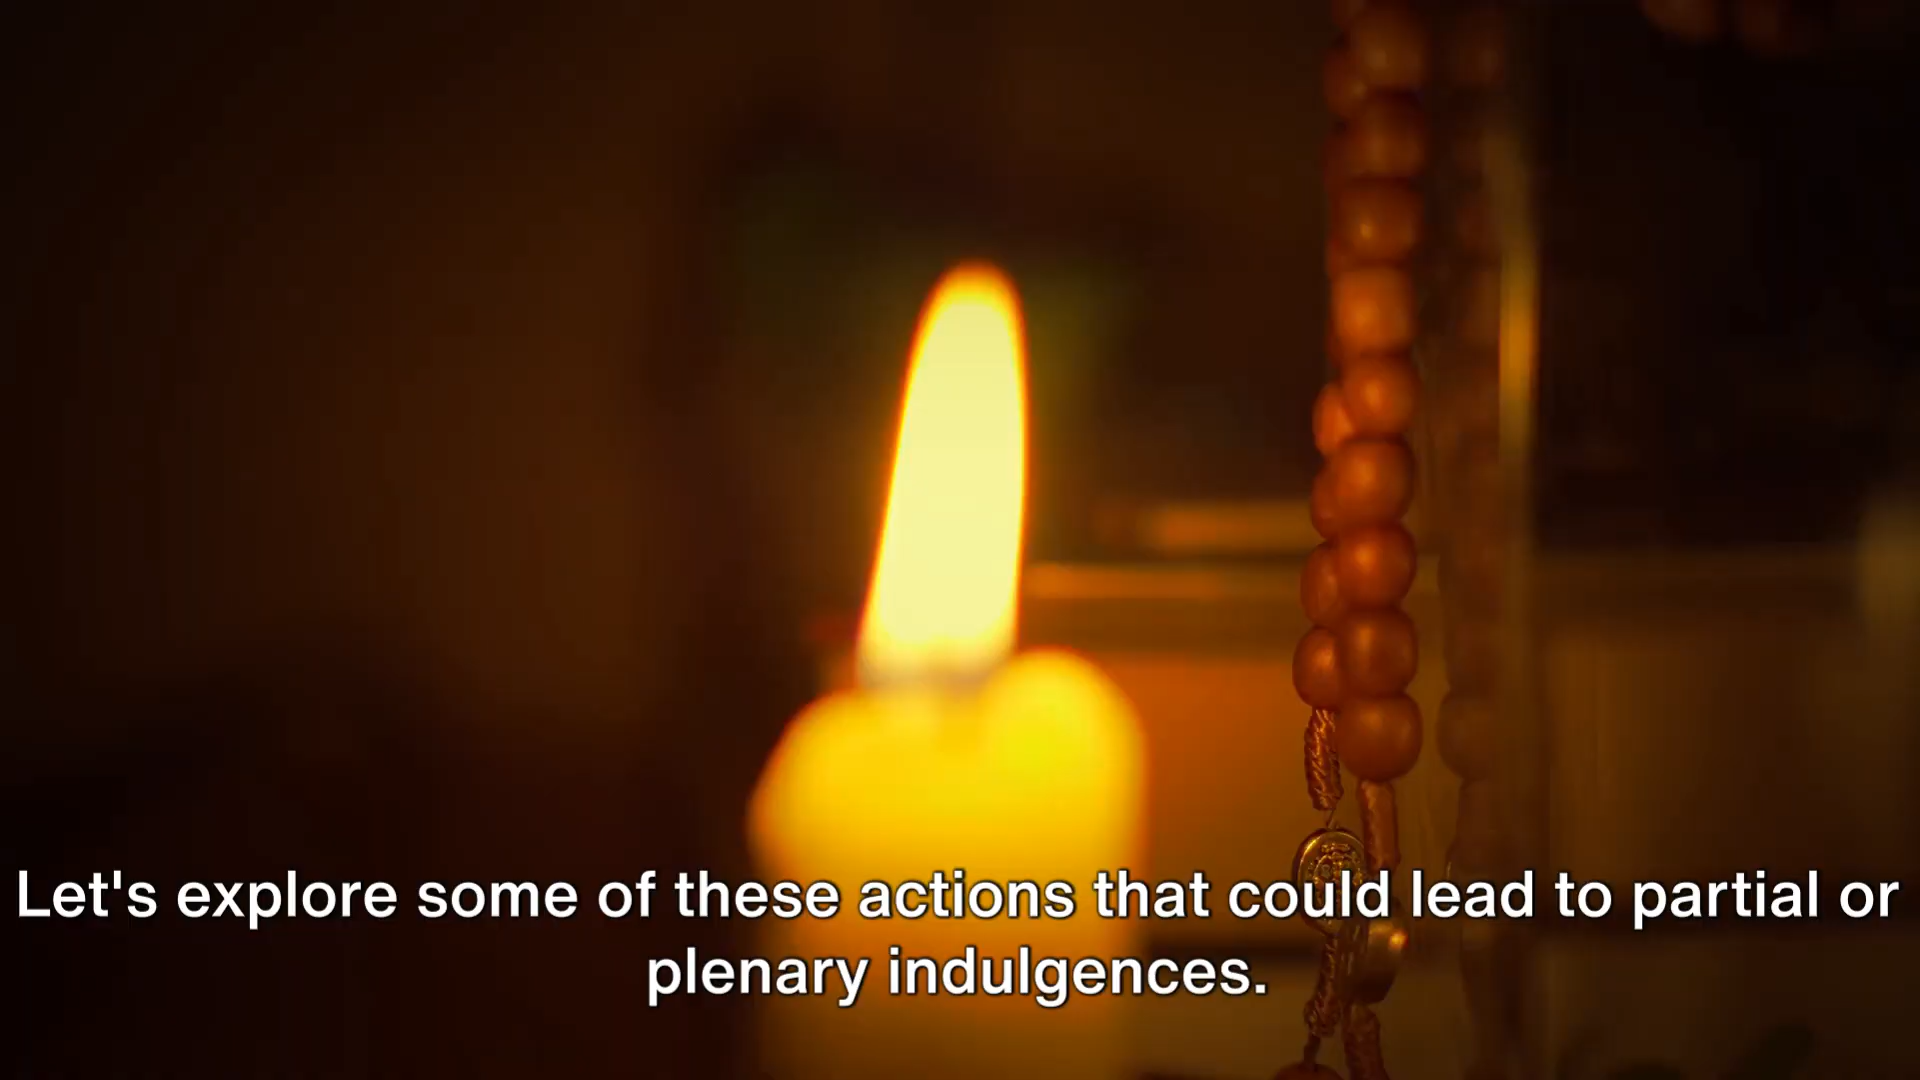 Let's explore some of these actions that could lead to partial or
plenary indulgences.